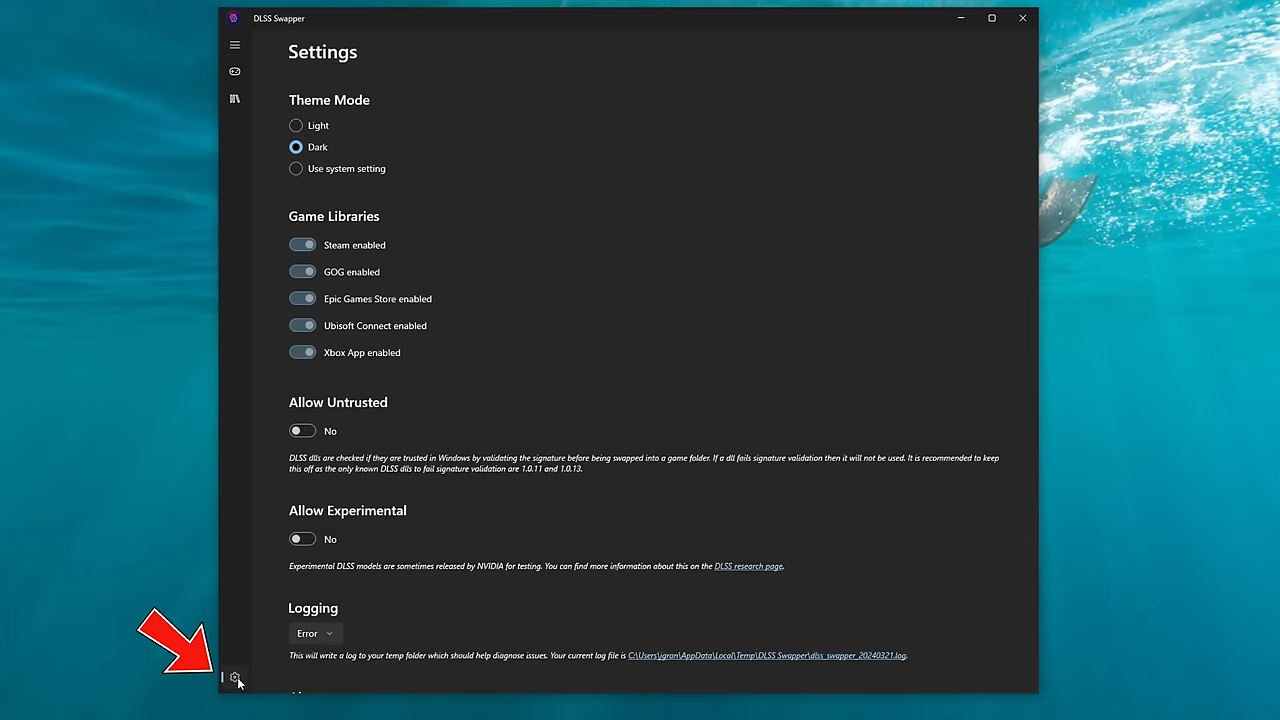 DLSS Swapper
Settings
Theme Mode
Light
Dark
Use system setting
Game Libraries
Steam enabled
GOG enabled
Epic Games Store enabled
Ubisoft Connect enabled
Xbox App enabled
Allow Untrusted
No
DLSS dlls are checked if they are trusted in Windows by validating the signature before being swapped into a game folder. If a dll fails signature validation then it will not be used. It is recommended to keep
this off as the only known DLSS dlls to fail signature validation are 1.0.11 and 1.0.13.
Allow Experimental
No
Experimental DLSS models are sometimes released by NVIDIA for testing. You can find more information about this on the DLSS research page.
Logging
Error
This will write a log to your temp folder which should help diagnose issues. Your current log file is C:\Users\jgran\AppData\Local\Temp\DLSS Swapper\dlss_swapper_20240321.log.